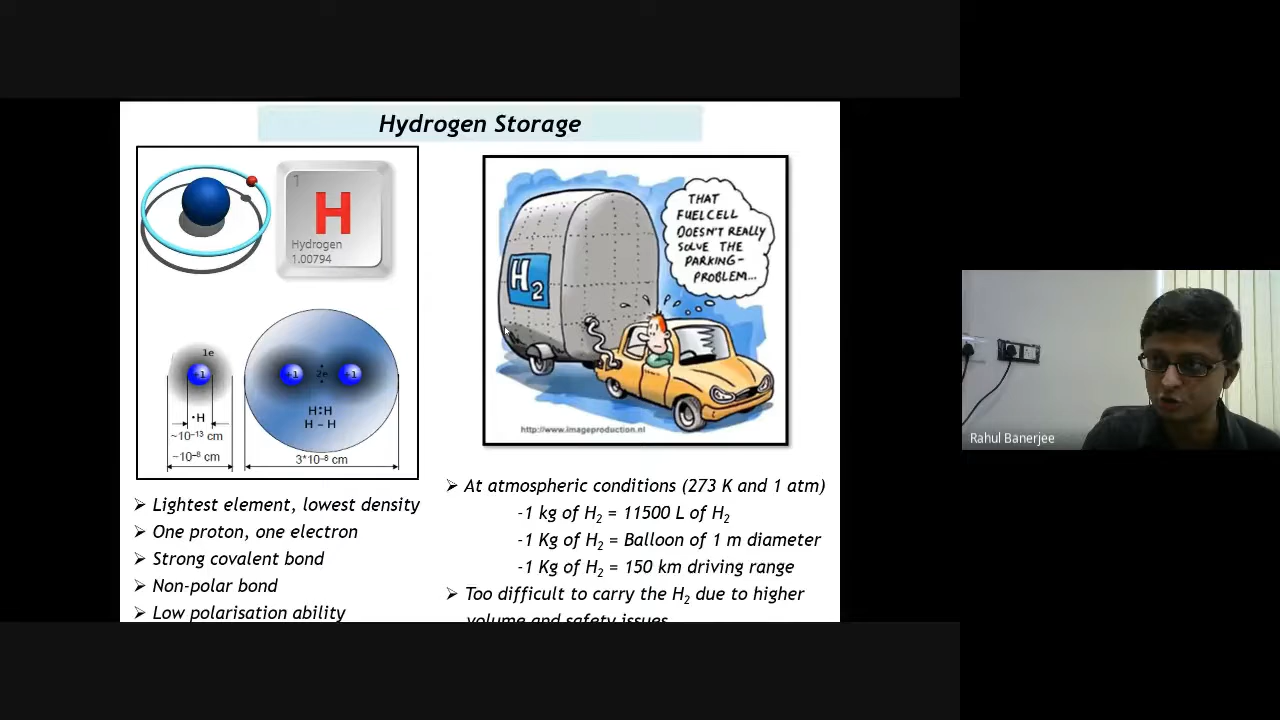 Hydrogen Storage
1
H
Hydrogen
1.00794
1e
+1
·H
~10⁻¹³ cm
~10⁻⁸ cm
+1
2e
+1
H:H
H – H
3*10⁻⁸ cm
H₂
THAT
FUELCELL
DOESN'T REALLY
SOLVE THE
PARKING-
PROBLEM...
http://www.imageproduction.nl
➢ Lightest element, lowest density
➢ One proton, one electron
➢ Strong covalent bond
➢ Non-polar bond
➢ Low polarisation ability
➢ At atmospheric conditions (273 K and 1 atm)
-1 kg of H₂ = 11500 L of H₂
-1 Kg of H₂ = Balloon of 1 m diameter
-1 Kg of H₂ = 150 km driving range
➢ Too difficult to carry the H₂ due to higher
volume and safety issues
Rahul Banerjee